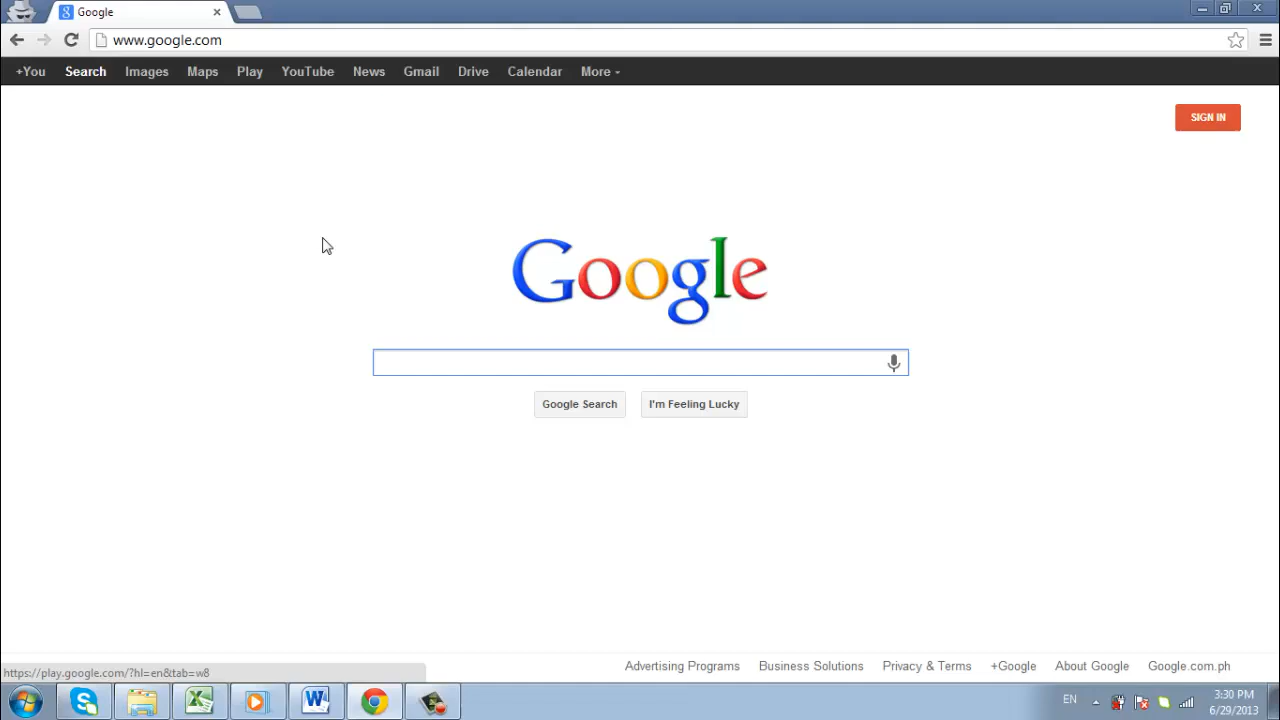 Google
www.google.com
+You Search Images Maps Play YouTube News Gmail Drive Calendar More
SIGN IN
Google
Google Search I'm Feeling Lucky
https://play.google.com/?hl=en&tab=w8
Advertising Programs Business Solutions Privacy & Terms +Google About Google Google.com.ph
EN
3:30 PM
6/29/2013